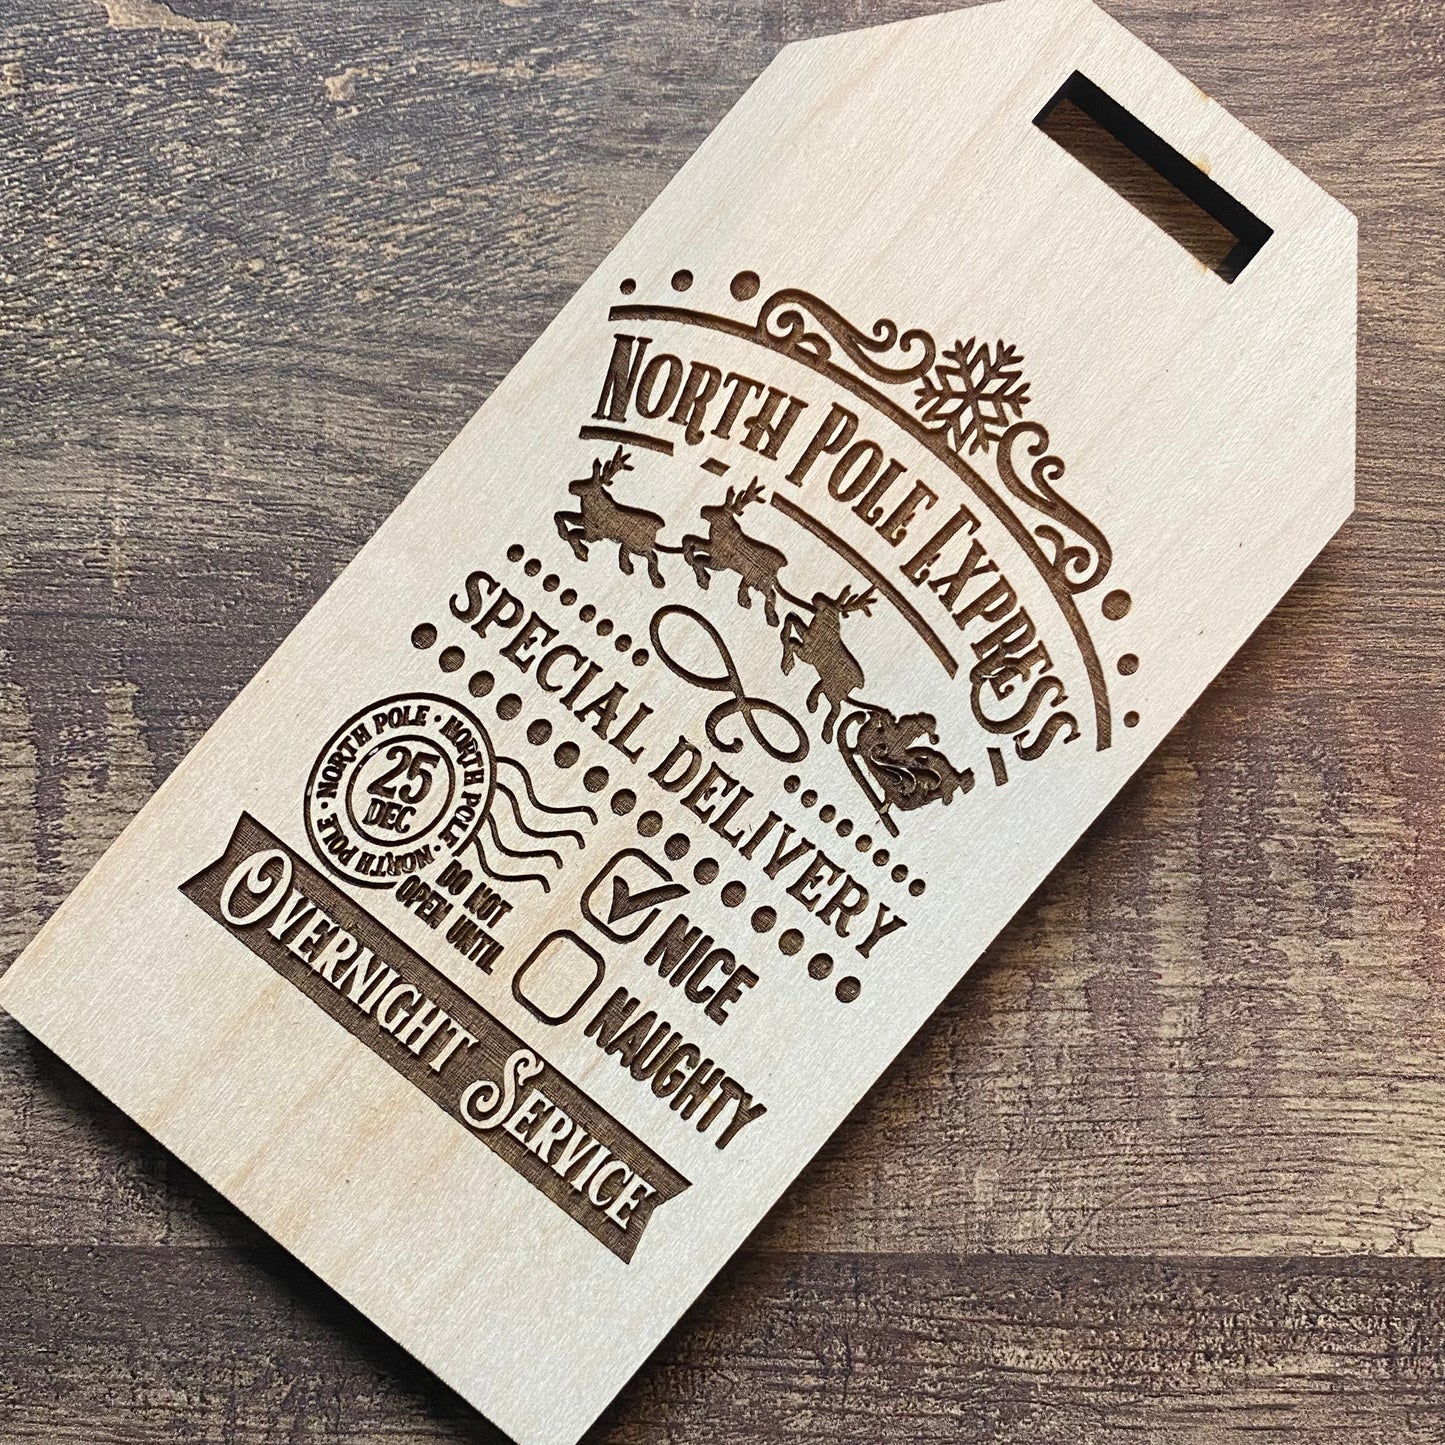 North Pole Express
SPECIAL DELIVERY
NORTH POLE · NORTH POLE · NORTH POLE ·
25
DEC
DO NOT
OPEN UNTIL
NICE
NAUGHTY
Overnight Service